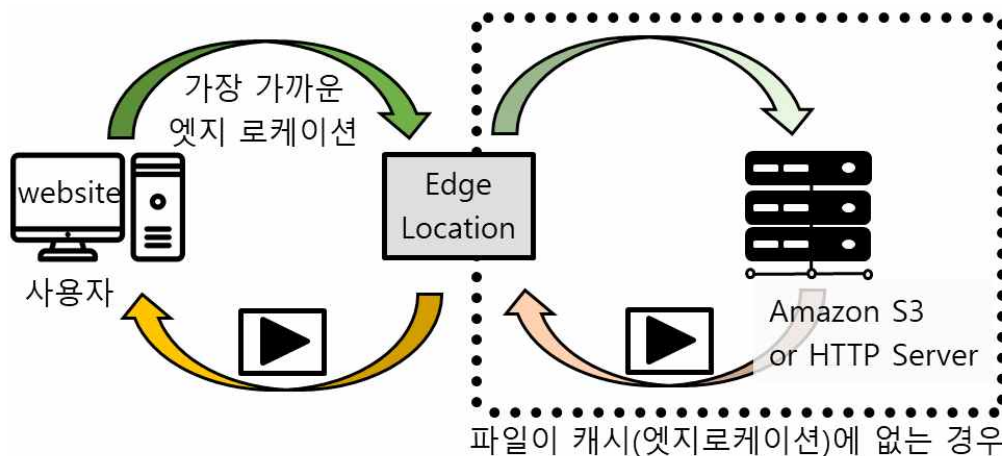 가장 가까운
엣지 로케이션
website
사용자
Edge
Location
Amazon S3
or HTTP Server
파일이 캐시(엣지로케이션)에 없는 경우